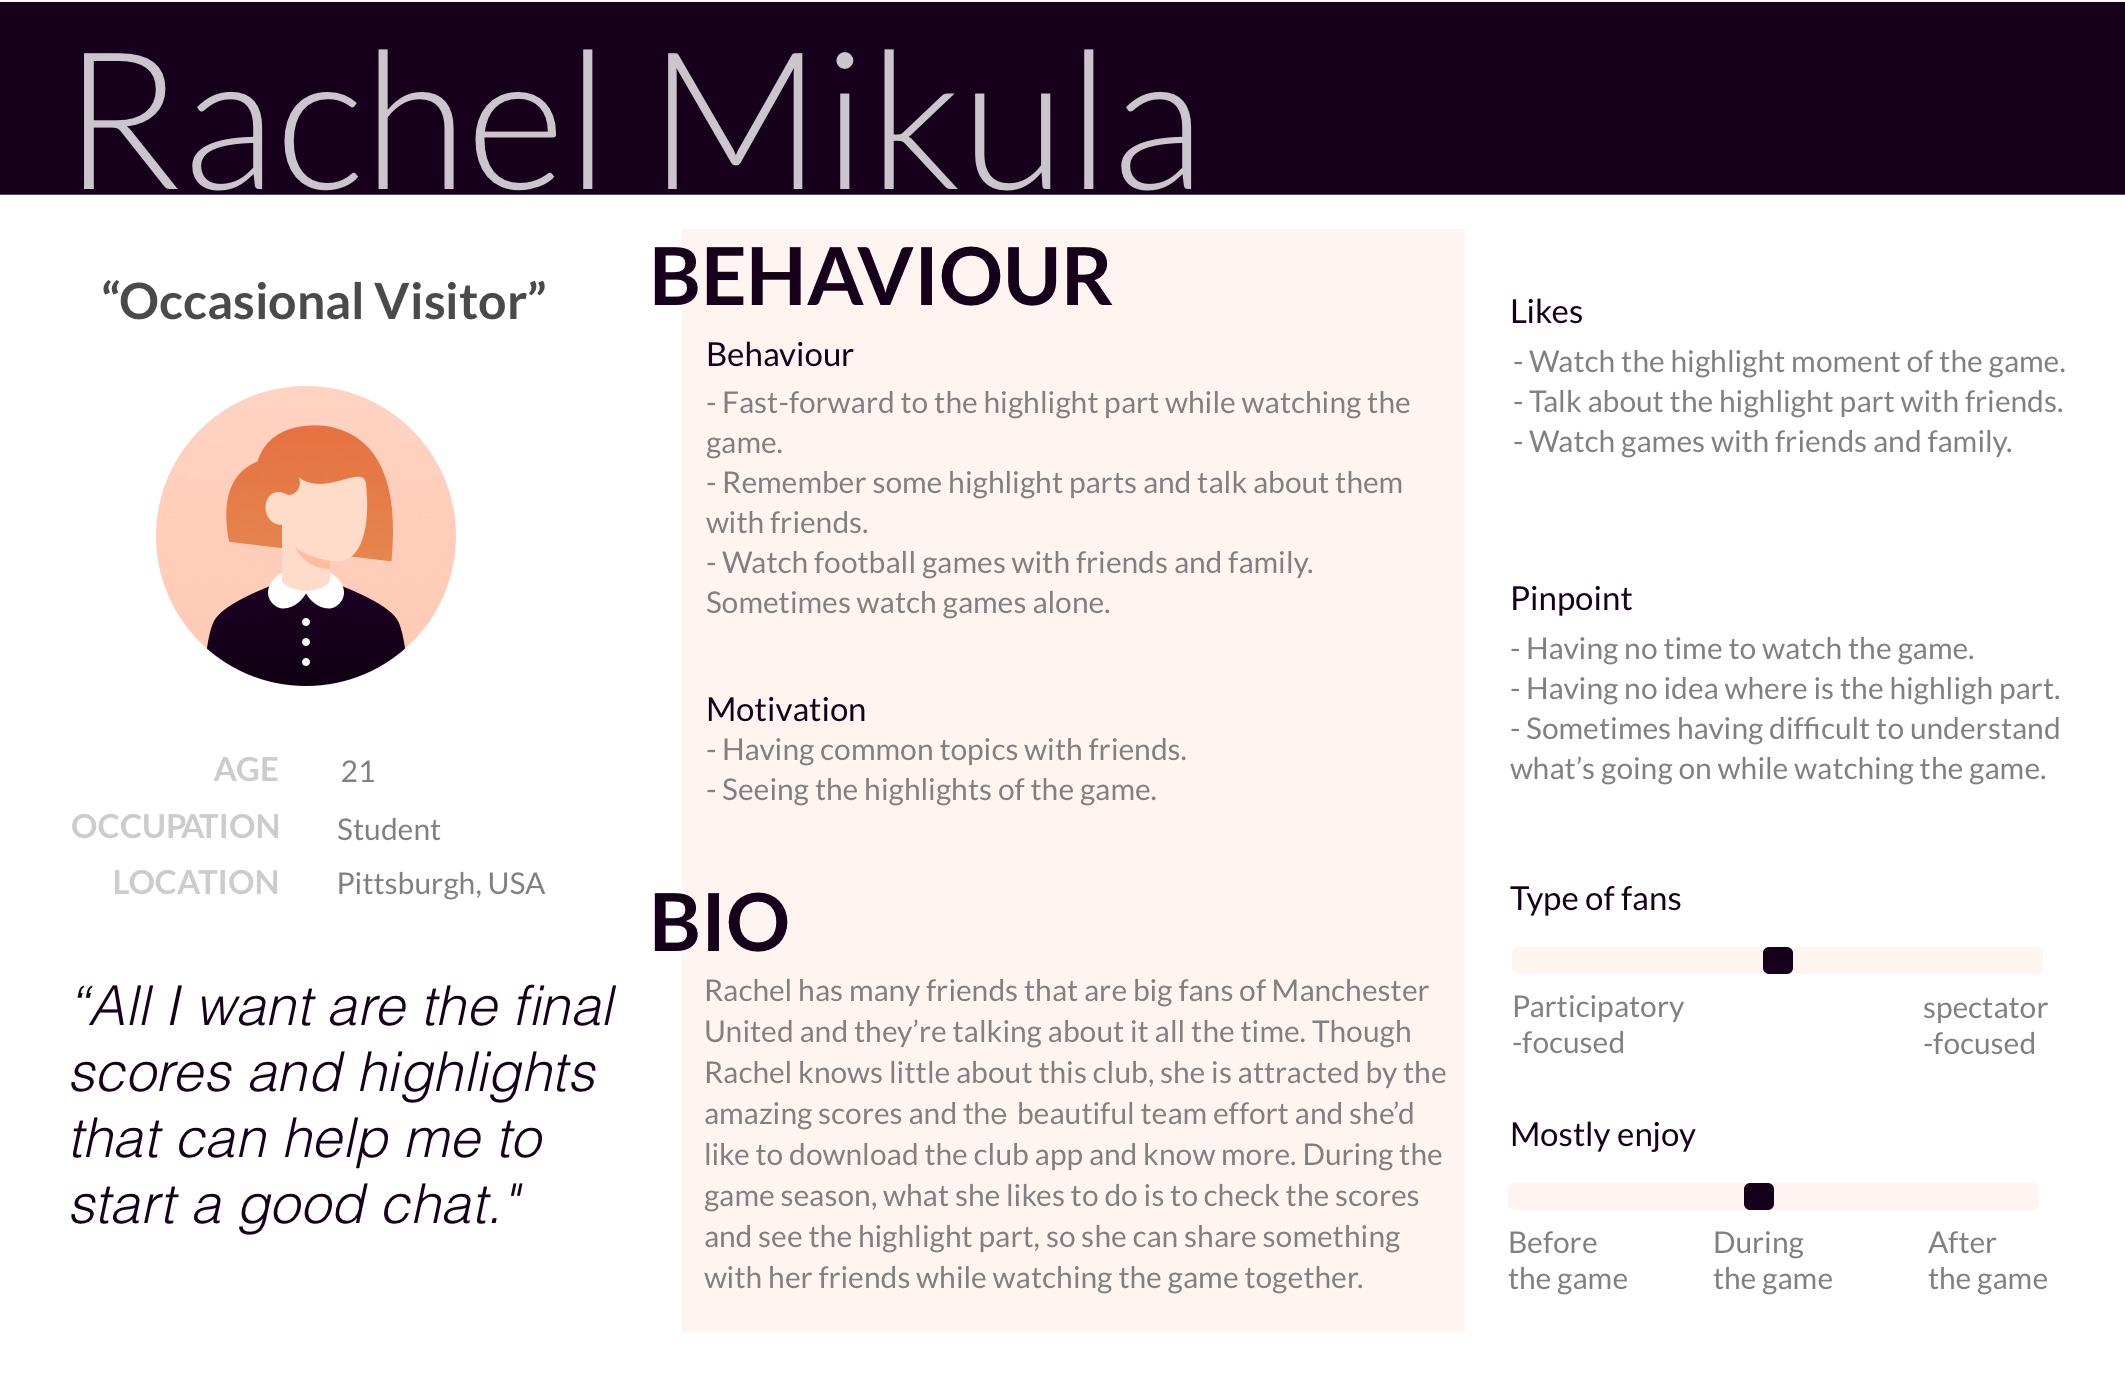 Rachel Mikula
“Occasional Visitor”
AGE 21
OCCUPATION Student
LOCATION Pittsburgh, USA
“All I want are the final
scores and highlights
that can help me to
start a good chat."
BEHAVIOUR
Behaviour
- Fast-forward to the highlight part while watching the
game.
- Remember some highlight parts and talk about them
with friends.
- Watch football games with friends and family.
Sometimes watch games alone.
Motivation
- Having common topics with friends.
- Seeing the highlights of the game.
BIO
Rachel has many friends that are big fans of Manchester
United and they’re talking about it all the time. Though
Rachel knows little about this club, she is attracted by the
amazing scores and the beautiful team effort and she’d
like to download the club app and know more. During the
game season, what she likes to do is to check the scores
and see the highlight part, so she can share something
with her friends while watching the game together.
Likes
- Watch the highlight moment of the game.
- Talk about the highlight part with friends.
- Watch games with friends and family.
Pinpoint
- Having no time to watch the game.
- Having no idea where is the highligh part.
- Sometimes having difficult to understand
what’s going on while watching the game.
Type of fans
Participatory
-focused
spectator
-focused
Mostly enjoy
Before
the game
During
the game
After
the game